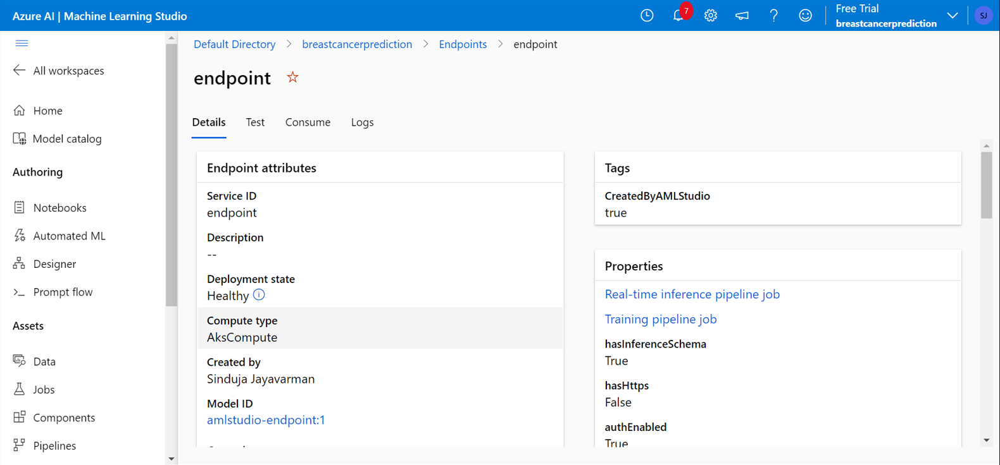 Azure AI | Machine Learning Studio
7
Free Trial
breastcancerprediction
SJ
All workspaces
Home
Model catalog
Authoring
Notebooks
Automated ML
Designer
Prompt flow
Assets
Data
Jobs
Components
Pipelines
Default Directory > breastcancerprediction > Endpoints > endpoint
endpoint
Details Test Consume Logs
Endpoint attributes
Service ID
endpoint
Description
--
Deployment state
Healthy
Compute type
AksCompute
Created by
Sinduja Jayavarman
Model ID
amlstudio-endpoint:1
Tags
CreatedByAMLStudio
true
Properties
Real-time inference pipeline job
Training pipeline job
hasInferenceSchema
True
hasHttps
False
authEnabled
True